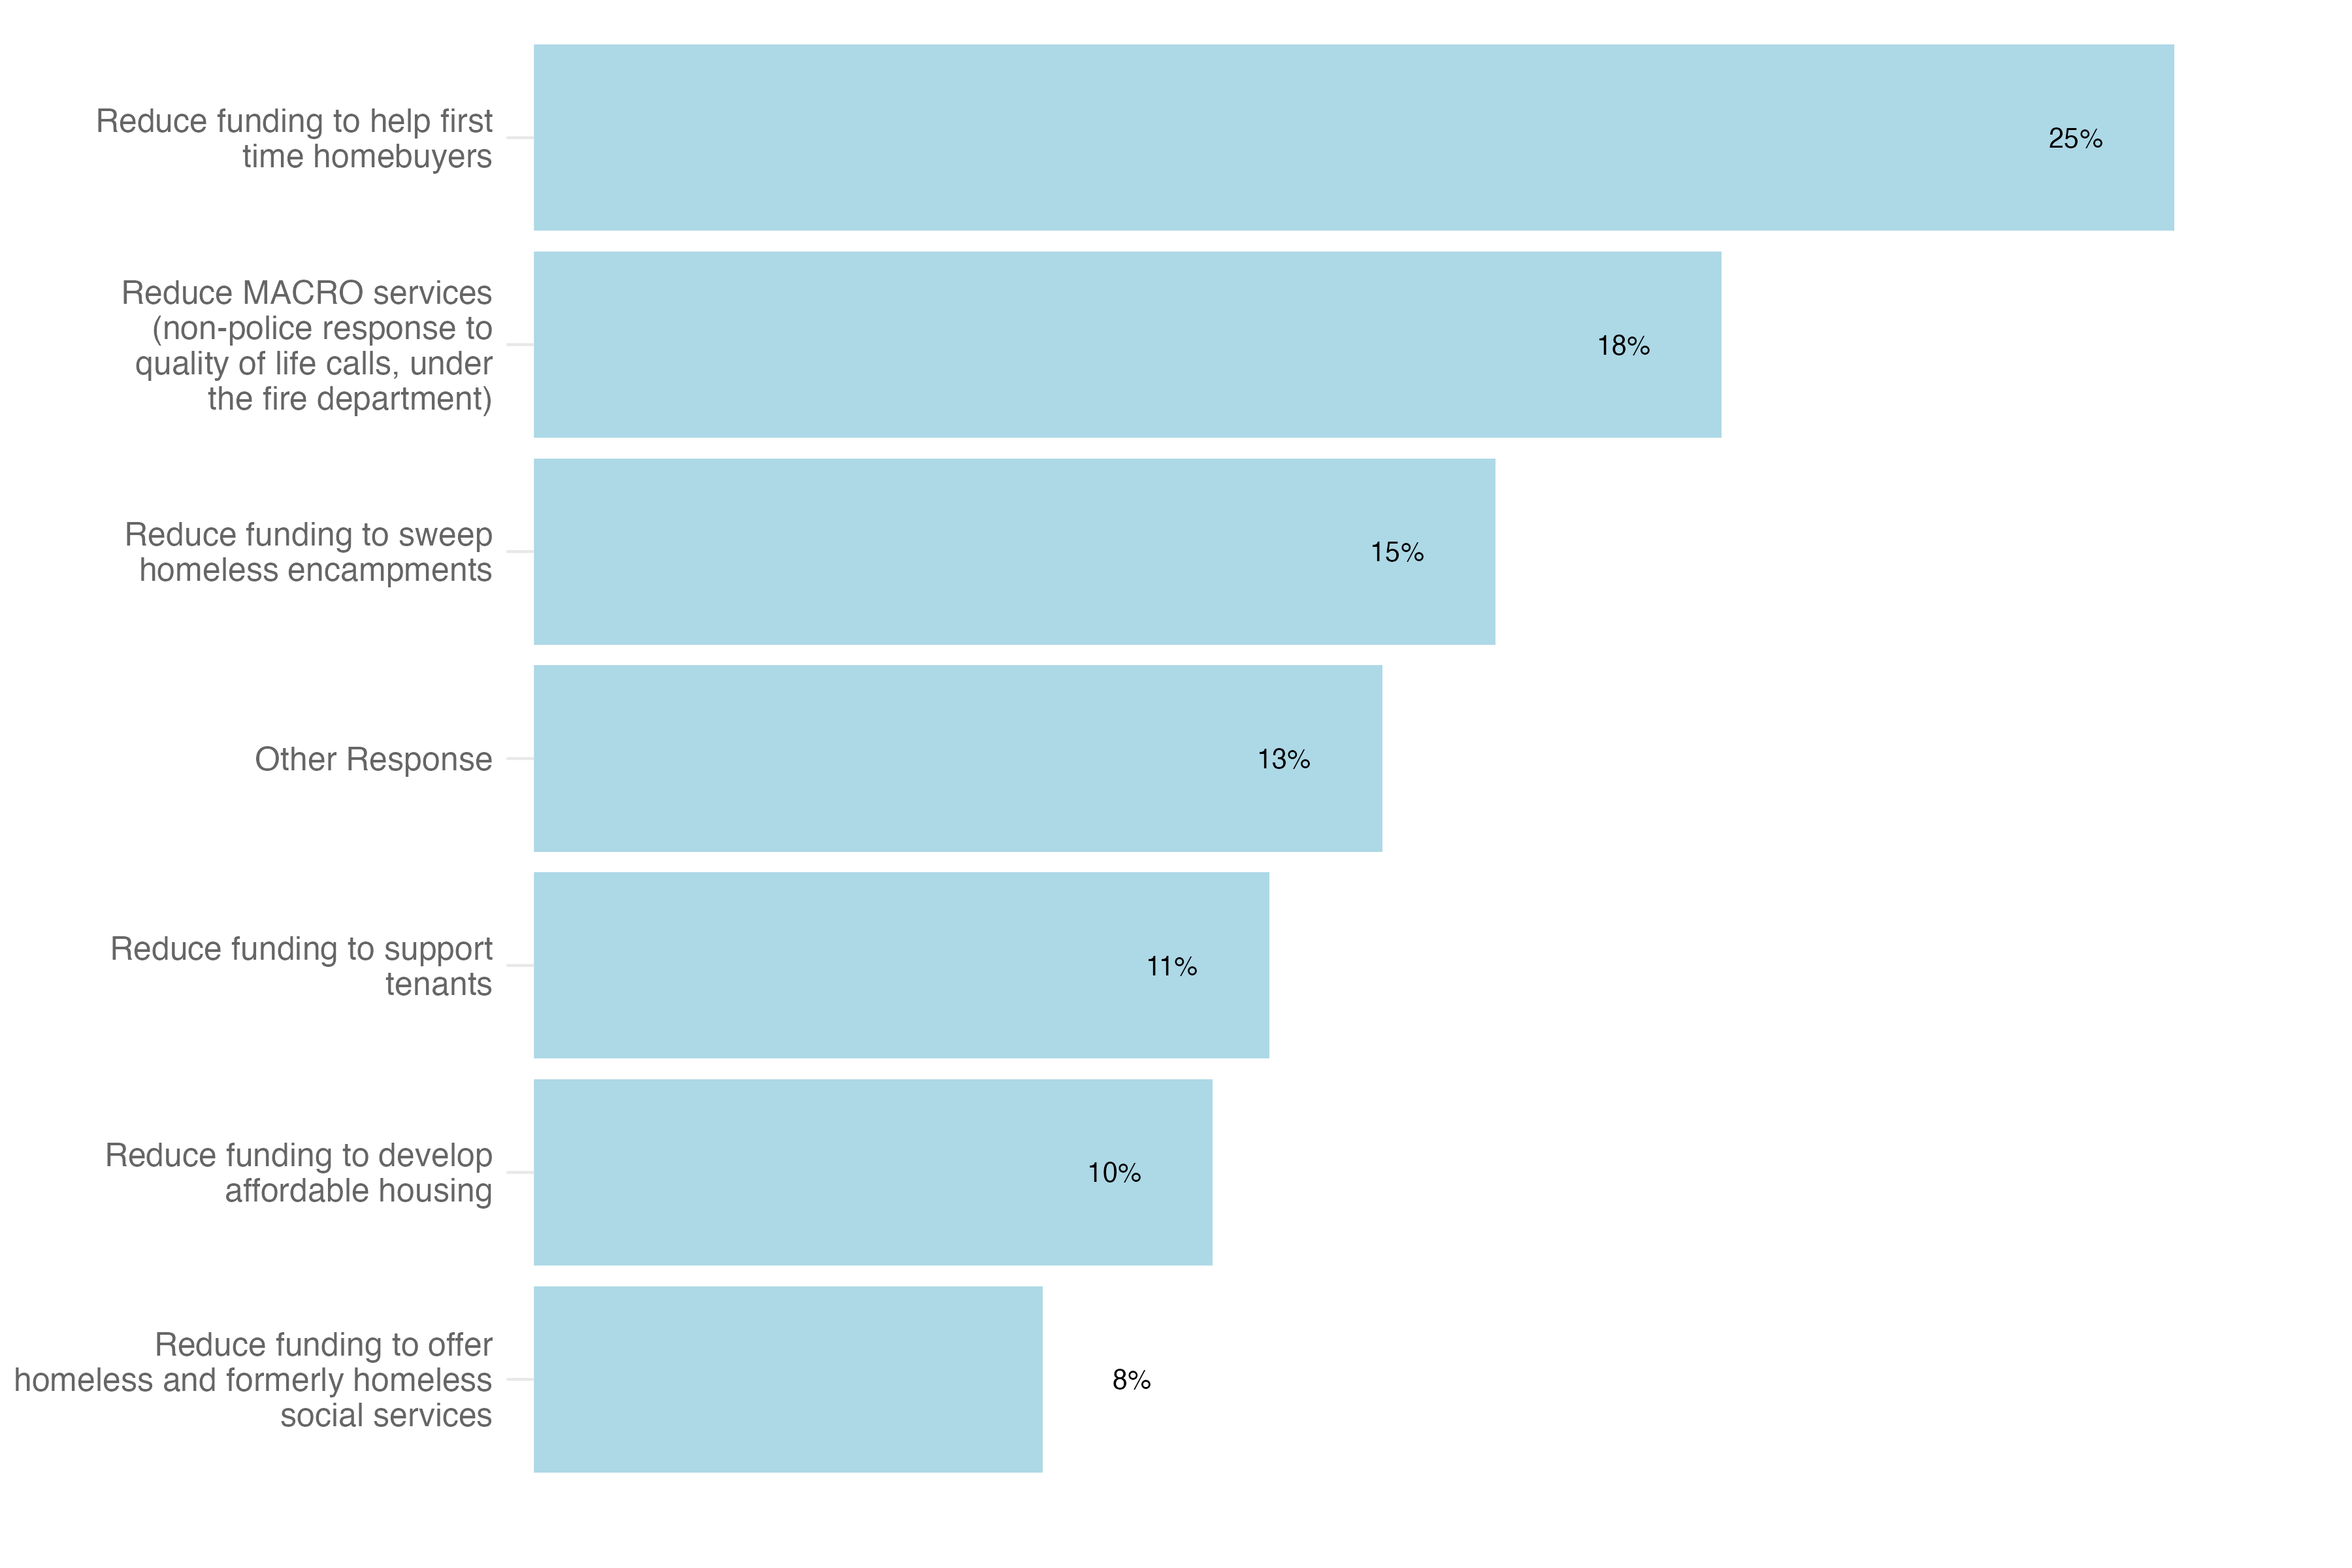 Reduce funding to help first
time homebuyers
25%
Reduce MACRO services
(non-police response to
quality of life calls, under
the fire department)
18%
Reduce funding to sweep
homeless encampments
15%
Other Response
13%
Reduce funding to support
tenants
11%
Reduce funding to develop
affordable housing
10%
Reduce funding to offer
homeless and formerly homeless
social services
8%